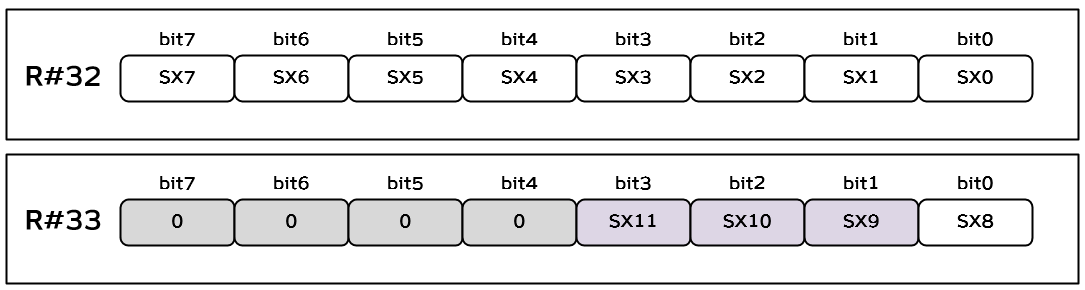 bit7 bit6 bit5 bit4 bit3 bit2 bit1 bit0
R#32 SX7 SX6 SX5 SX4 SX3 SX2 SX1 SX0
bit7 bit6 bit5 bit4 bit3 bit2 bit1 bit0
R#33 0 0 0 0 SX11 SX10 SX9 SX8